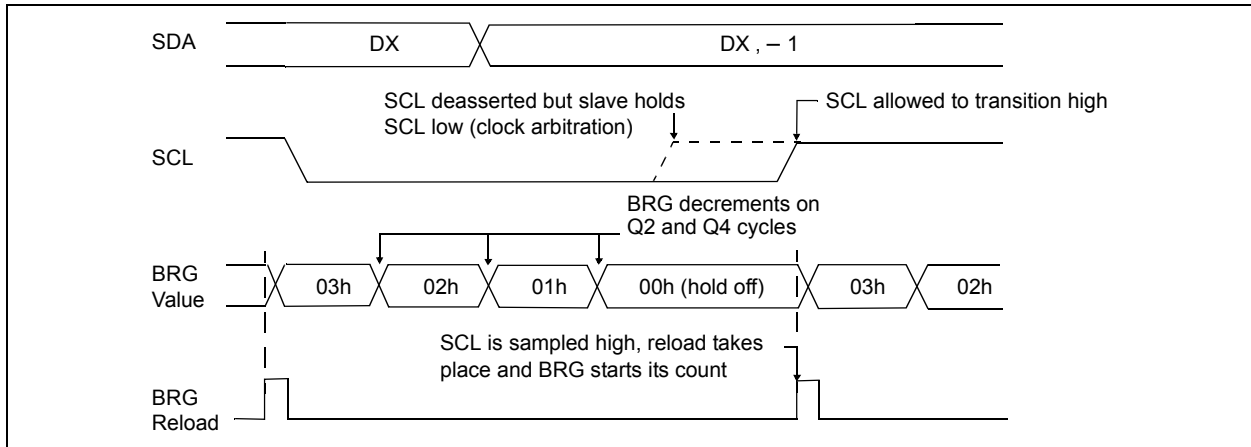 SDA
DX
DX , – 1
SCL deasserted but slave holds
SCL low (clock arbitration)
SCL allowed to transition high
SCL
BRG decrements on
Q2 and Q4 cycles
BRG
Value
03h
02h
01h
00h (hold off)
03h
02h
SCL is sampled high, reload takes
place and BRG starts its count
BRG
Reload